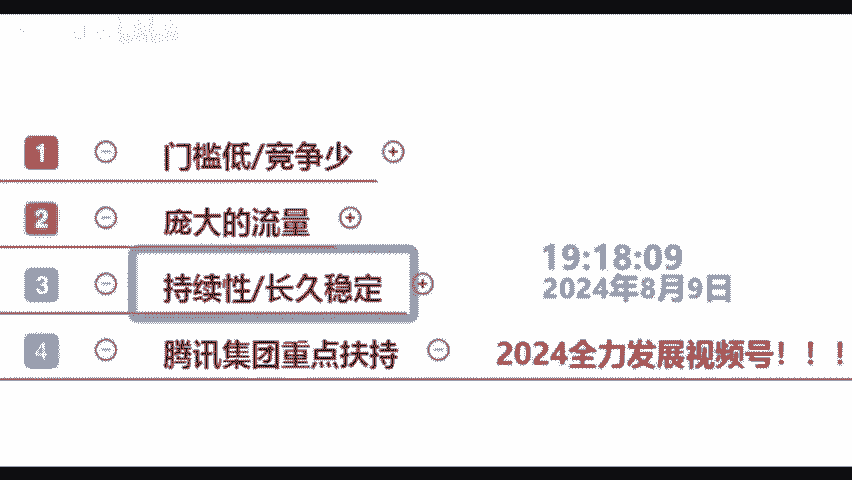 1 门槛低/竞争少
2 庞大的流量
3 持续性/长久稳定
19:18:09
2024年8月9日
4 腾讯集团重点扶持 2024全力发展视频号！！！